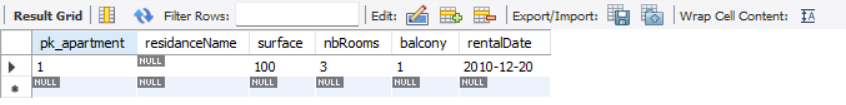 Result Grid Filter Rows: Edit: Export/Import: Wrap Cell Content: IA
pk_apartment residanceName surface nbRooms balcony rentalDate
1 NULL 100 3 1 2010-12-20
NULL NULL NULL NULL NULL NULL